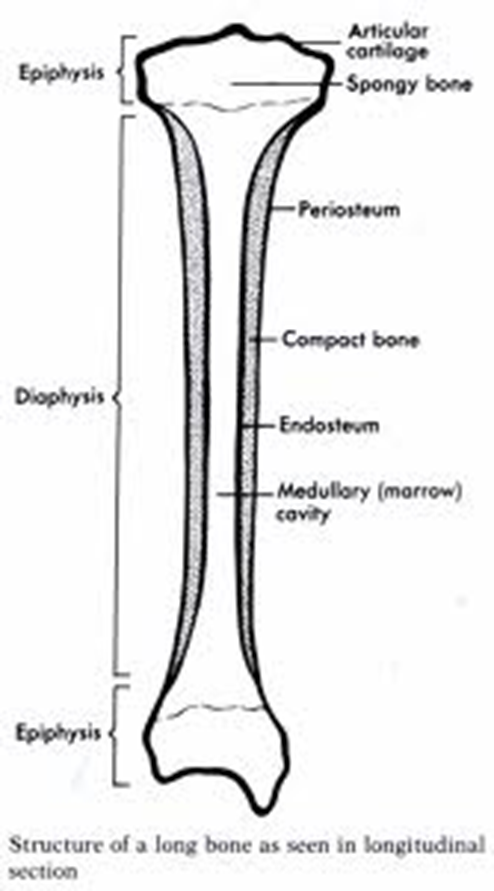 Articular
cartilage
Epiphysis
Spongy bone
Periosteum
Compact bone
Diaphysis
Endosteum
Medullary (marrow)
cavity
Epiphysis
Structure of a long bone as seen in longitudinal
section